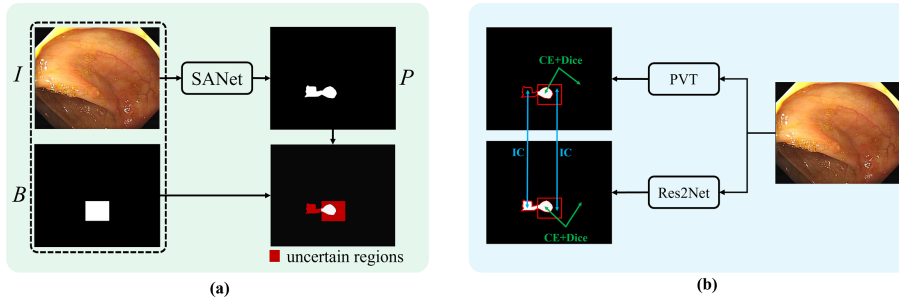 I
SANet
P
B
uncertain regions
(a)
CE+Dice
PVT
IC
IC
Res2Net
CE+Dice
(b)